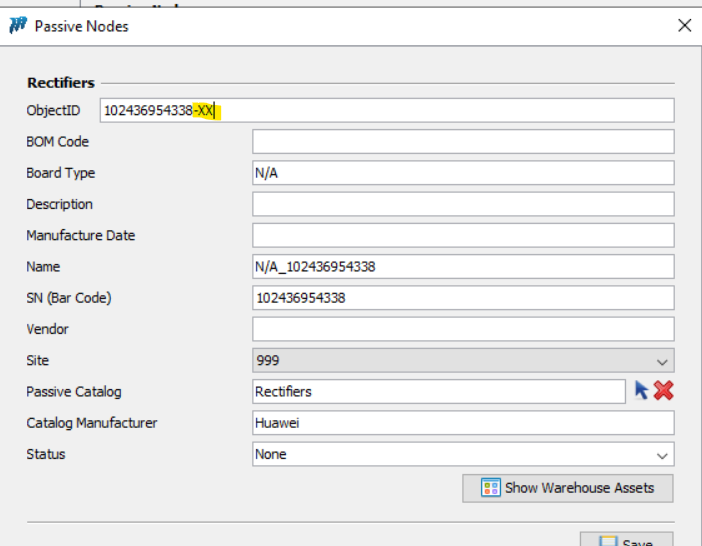 Passive Nodes
Rectifiers
ObjectID 102436954338-XX
BOM Code
Board Type N/A
Description
Manufacture Date
Name N/A_102436954338
SN (Bar Code) 102436954338
Vendor
Site 999
Passive Catalog Rectifiers
Catalog Manufacturer Huawei
Status None
Show Warehouse Assets
Save